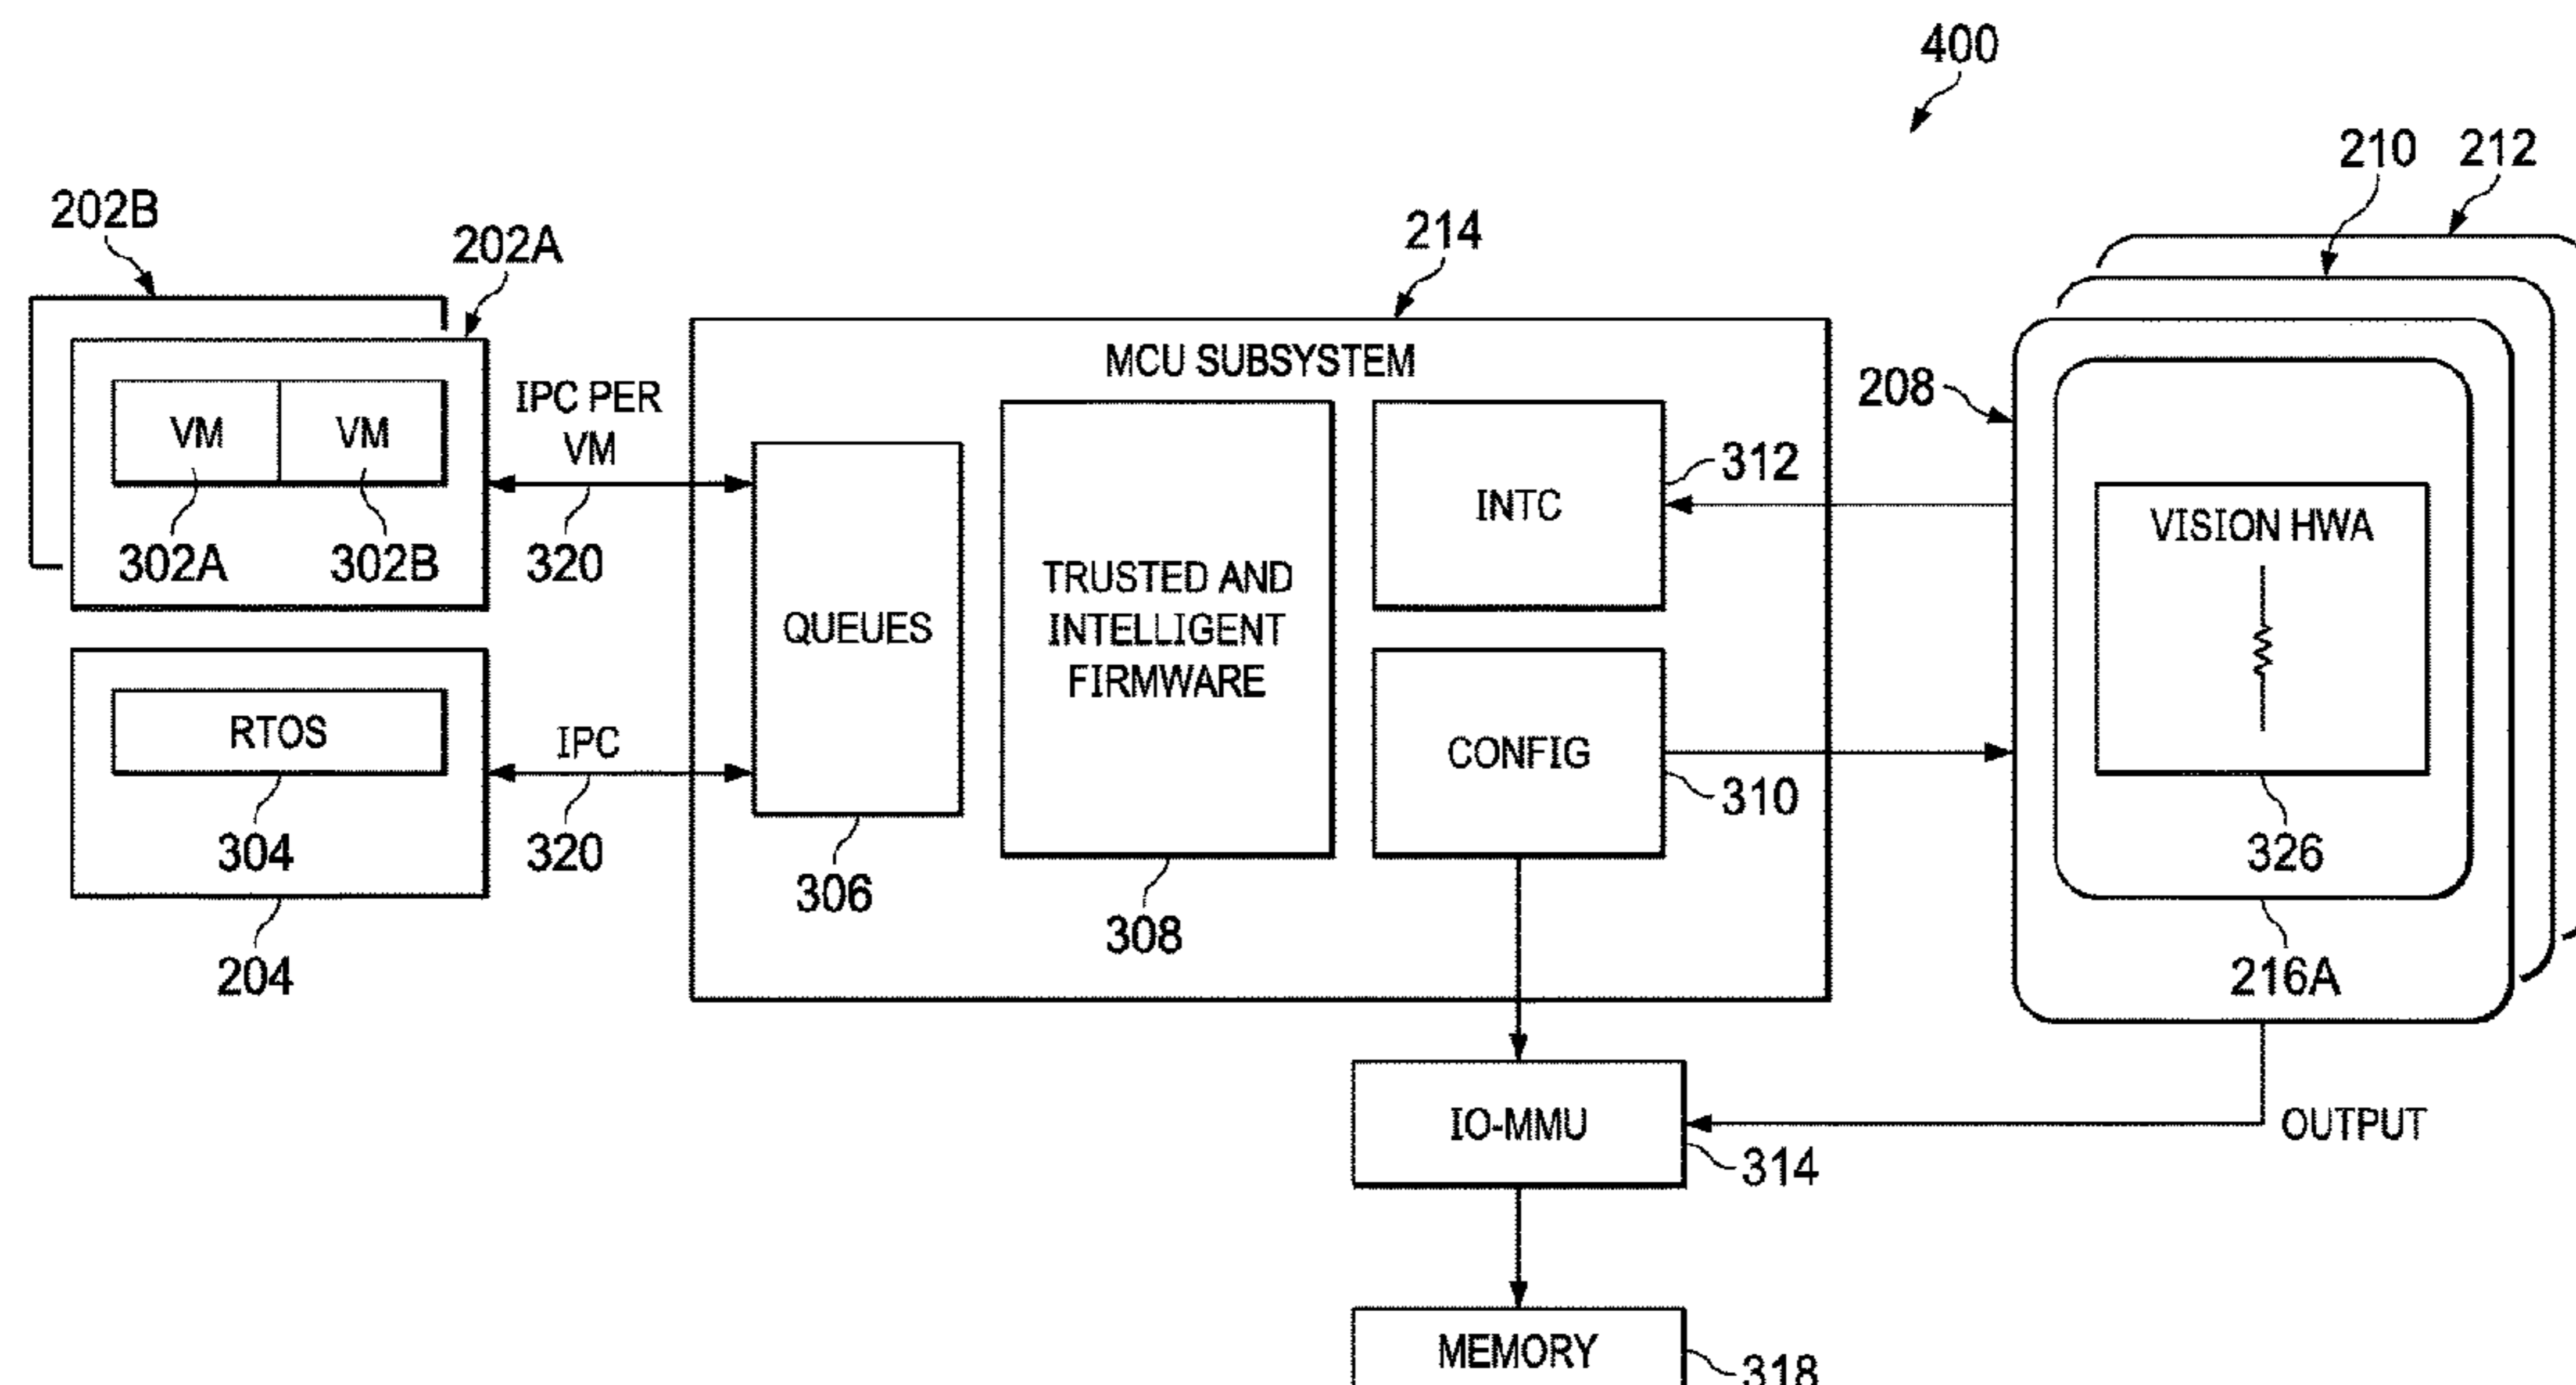 400
210
212
202B
202A
214
MCU SUBSYSTEM
208
IPC PER
VM
VM
VM
302A
302B
320
QUEUES
306
TRUSTED AND
INTELLIGENT
FIRMWARE
308
INTC
312
CONFIG
310
VISION HWA
326
216A
RTOS
304
204
IPC
320
IO-MMU
314
OUTPUT
MEMORY
318